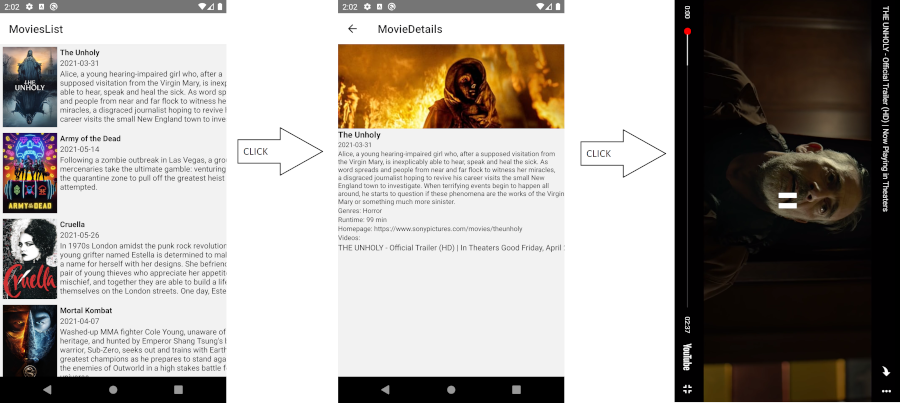 2:02
MoviesList
THE UNHOLY
The Unholy
2021-03-31
Alice, a young hearing-impaired girl who, after a
supposed visitation from the Virgin Mary, is inexp
able to hear, speak and heal the sick. As word sp
and people from near and far flock to witness he
miracles, a disgraced journalist hoping to revive h
career visits the small New England town to inve
ARMY OF THE DEAD
Army of the Dead
2021-05-14
Following a zombie outbreak in Las Vegas, a gro
mercenaries take the ultimate gamble: venturing
the quarantine zone to pull off the greatest heist
attempted.
Cruella
Cruella
2021-05-26
In 1970s London amidst the punk rock revolution
young grifter named Estella is determined to mal
a name for herself with her designs. She befrienc
pair of young thieves who appreciate her appetit
mischief, and together they are able to build a life
themselves on the London streets. One day, Este
Mortal Kombat
2021-04-07
Washed-up MMA fighter Cole Young, unaware of
heritage, and hunted by Emperor Shang Tsung's
warrior, Sub-Zero, seeks out and trains with Earth
greatest champions as he prepares to stand aga
the enemies of Outworld in a high stakes battle f
universe
CLICK
2:02
MovieDetails
The Unholy
2021-03-31
Alice, a young hearing-impaired girl who, after a supposed visitation from
the Virgin Mary, is inexplicably able to hear, speak and heal the sick. As
word spreads and people from near and far flock to witness her miracles,
a disgraced journalist hoping to revive his career visits the small New
England town to investigate. When terrifying events begin to happen all
around, he starts to question if these phenomena are the works of the Virgin
Mary or something much more sinister.
Genres: Horror
Runtime: 99 min
Homepage: https://www.sonypictures.com/movies/theunholy
Videos:
THE UNHOLY - Official Trailer (HD) | In Theaters Good Friday, April
CLICK
THE UNHOLY - Official Trailer (HD) | Now Playing in Theaters
0:00
02:37
YouTube